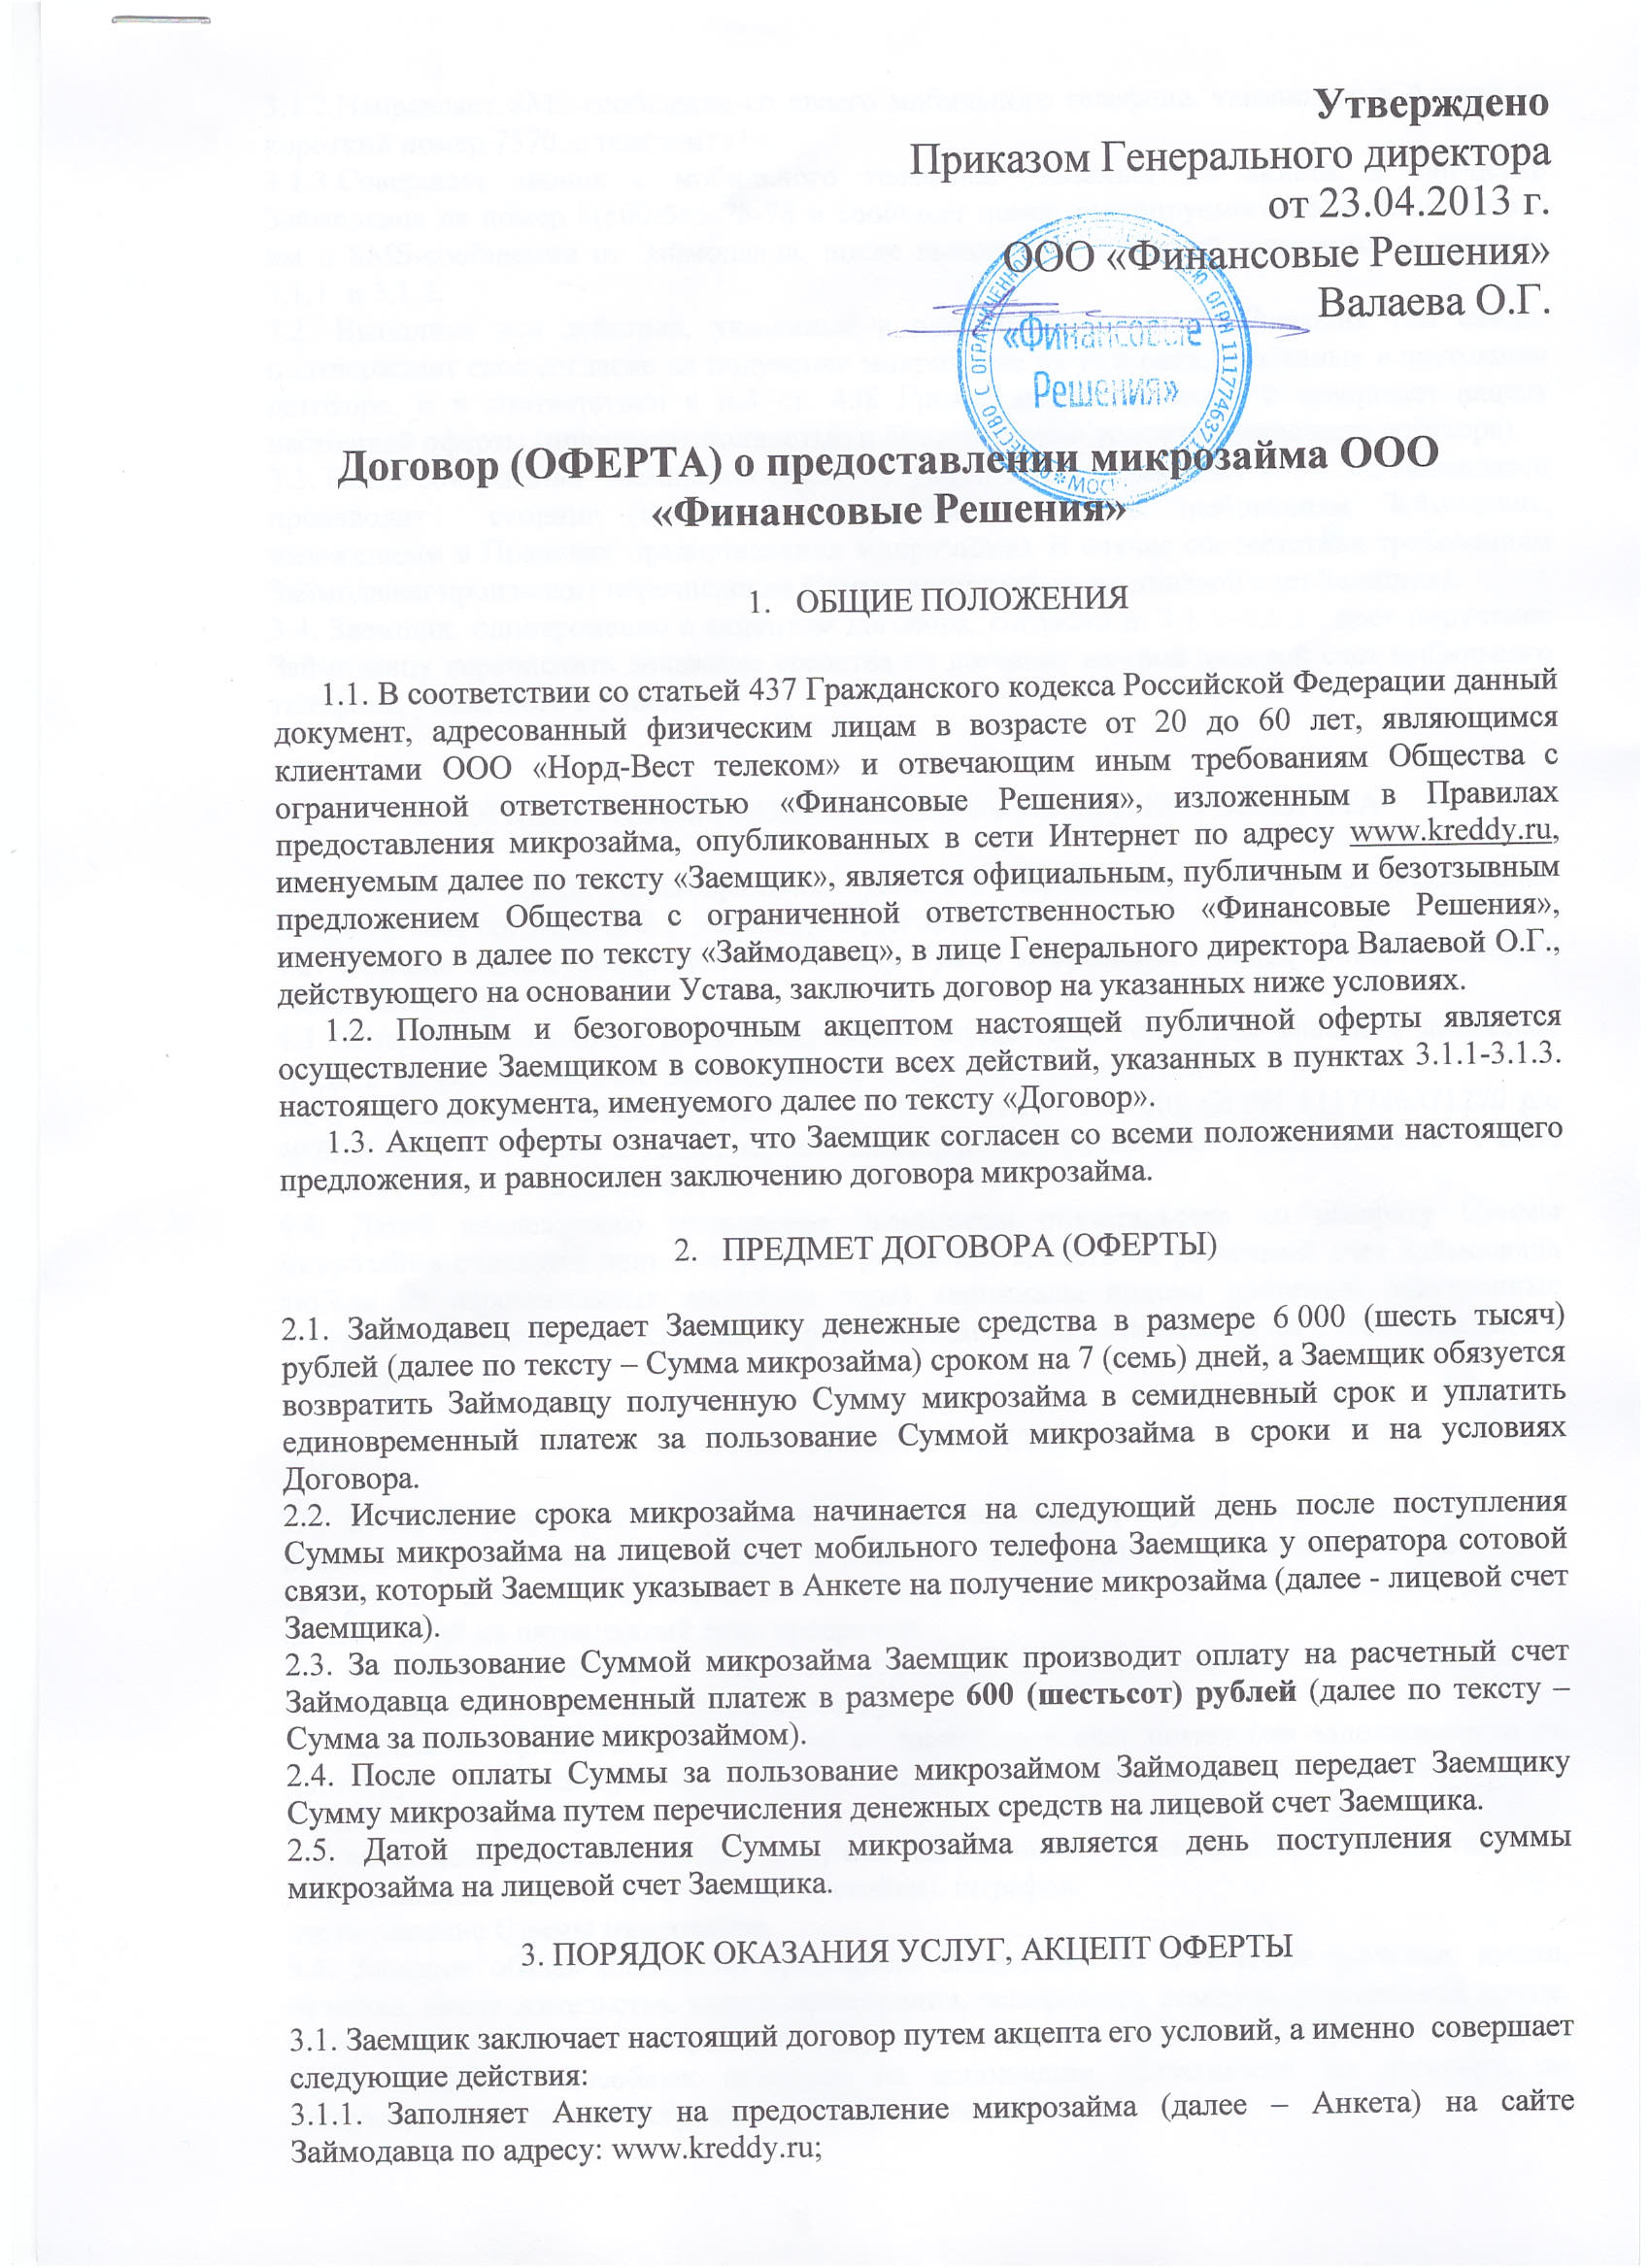 Утверждено
Приказом Генерального директора
от 23.04.2013 г.
ООО «Финансовые Решения»
Валаева О.Г.
«Финансовые
Решения»
Договор (ОФЕРТА) о предоставлении микрозайма ООО
«Финансовые Решения»
1. ОБЩИЕ ПОЛОЖЕНИЯ
1.1. В соответствии со статьей 437 Гражданского кодекса Российской Федерации данный
документ, адресованный физическим лицам в возрасте от 20 до 60 лет, являющимся
клиентами ООО «Норд-Вест телеком» и отвечающим иным требованиям Общества с
ограниченной ответственностью «Финансовые Решения», изложенным в Правилах
предоставления микрозайма, опубликованных в сети Интернет по адресу www.kreddy.ru,
именуемым далее по тексту «Заемщик», является официальным, публичным и безотзывным
предложением Общества с ограниченной ответственностью «Финансовые Решения»,
именуемого в далее по тексту «Займодавец», в лице Генерального директора Валаевой О.Г.,
действующего на основании Устава, заключить договор на указанных ниже условиях.
1.2. Полным и безоговорочным акцептом настоящей публичной оферты является
осуществление Заемщиком в совокупности всех действий, указанных в пунктах 3.1.1-3.1.3.
настоящего документа, именуемого далее по тексту «Договор».
1.3. Акцепт оферты означает, что Заемщик согласен со всеми положениями настоящего
предложения, и равносилен заключению договора микрозайма.
2. ПРЕДМЕТ ДОГОВОРА (ОФЕРТЫ)
2.1. Займодавец передает Заемщику денежные средства в размере 6 000 (шесть тысяч)
рублей (далее по тексту – Сумма микрозайма) сроком на 7 (семь) дней, а Заемщик обязуется
возвратить Займодавцу полученную Сумму микрозайма в семидневный срок и уплатить
единовременный платеж за пользование Суммой микрозайма в сроки и на условиях
Договора.
2.2. Исчисление срока микрозайма начинается на следующий день после поступления
Суммы микрозайма на лицевой счет мобильного телефона Заемщика у оператора сотовой
связи, который Заемщик указывает в Анкете на получение микрозайма (далее - лицевой счет
Заемщика).
2.3. За пользование Суммой микрозайма Заемщик производит оплату на расчетный счет
Займодавца единовременный платеж в размере 600 (шестьсот) рублей (далее по тексту –
Сумма за пользование микрозаймом).
2.4. После оплаты Суммы за пользование микрозаймом Займодавец передает Заемщику
Сумму микрозайма путем перечисления денежных средств на лицевой счет Заемщика.
2.5. Датой предоставления Суммы микрозайма является день поступления суммы
микрозайма на лицевой счет Заемщика.
3. ПОРЯДОК ОКАЗАНИЯ УСЛУГ, АКЦЕПТ ОФЕРТЫ
3.1. Заемщик заключает настоящий договор путем акцепта его условий, а именно совершает
следующие действия:
3.1.1. Заполняет Анкету на предоставление микрозайма (далее – Анкета) на сайте
Займодавца по адресу: www.kreddy.ru;